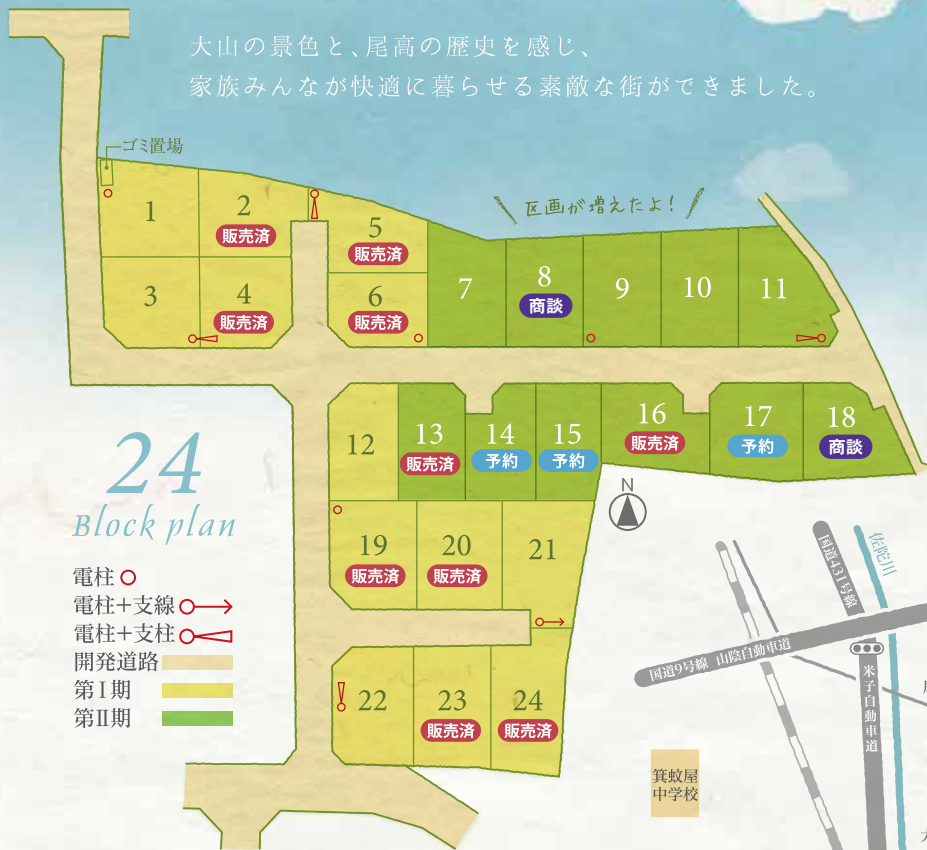 大山の景色と、尾高の歴史を感じ、
家族みんなが快適に暮らせる素敵な街ができました。
ゴミ置場
区画が増えたよ!
1
2
販売済
3
4
販売済
5
販売済
6
販売済
7
8
商談
9
10
11
12
13
販売済
14
予約
15
予約
16
販売済
17
予約
18
商談
19
販売済
20
販売済
21
22
23
販売済
24
販売済
N
24
Block plan
電柱
電柱+支線
電柱+支柱
開発道路
第Ⅰ期
第Ⅱ期
国道431号線
佐陀川
国道9号線 山陰自動車道
米子自動車道
箕蚊屋
中学校